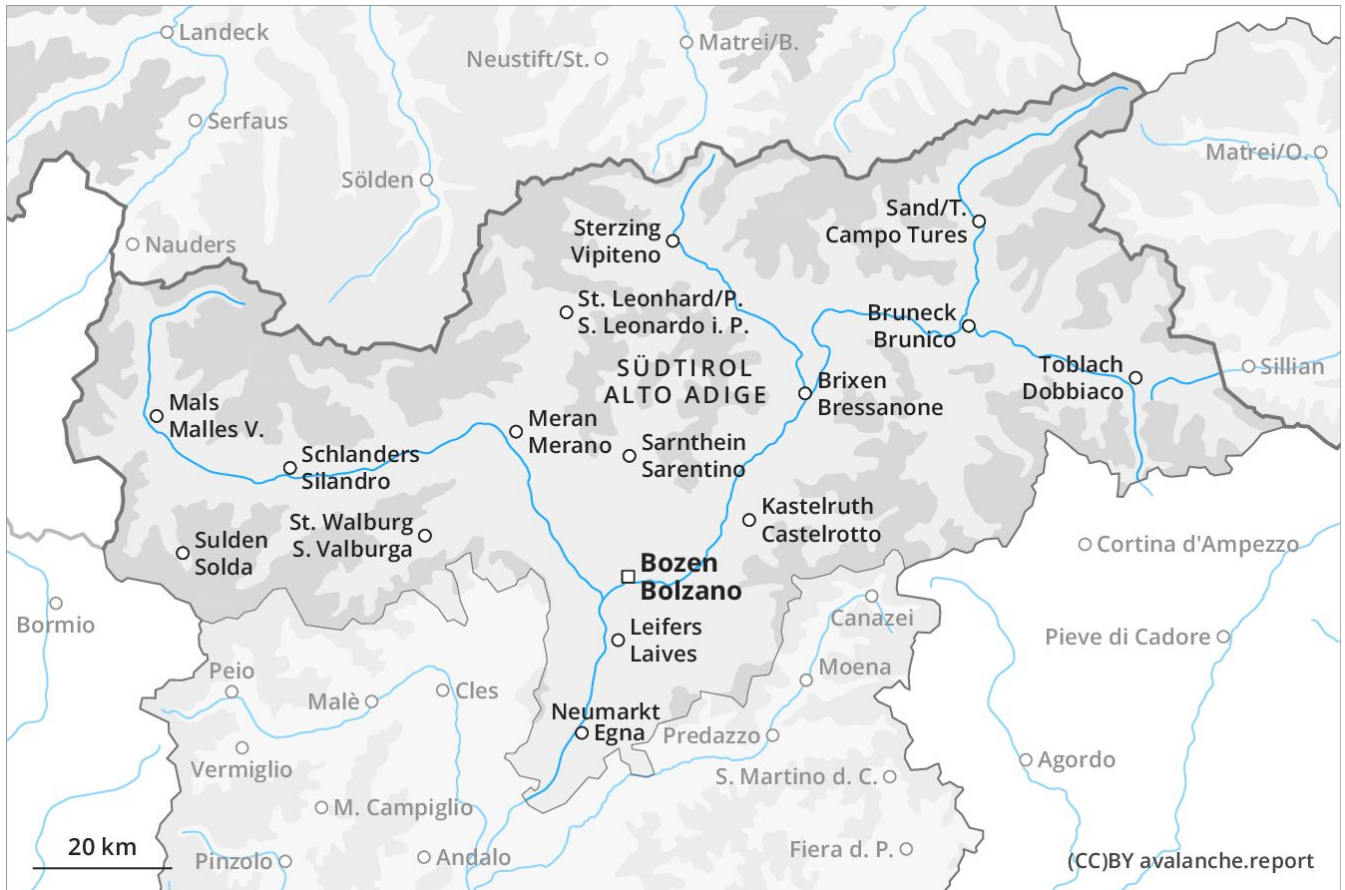 Landeck
Neustift/St.
Matrei/B.
Serfaus
Matrei/O.
Sölden
Sand/T.
Campo Tures
Nauders
Sterzing
Vipiteno
St. Leonhard/P.
S. Leonardo i. P.
Bruneck
Brunico
SÜDTIROL
ALTO ADIGE
Toblach
Dobbiaco
Sillian
Brixen
Bressanone
Mals
Malles V.
Meran
Merano
Sarnthein
Sarentino
Schlanders
Silandro
Kastelruth
Castelrotto
St. Walburg
S. Valburga
Sulden
Solda
Cortina d'Ampezzo
Bozen
Bolzano
Bormio
Canazei
Leifers
Laives
Pieve di Cadore
Peio
Moena
Malè
Cles
Neumarkt
Egna
Predazzo
Vermiglio
Agordo
S. Martino d. C.
M. Campiglio
20 km
Pinzolo
Andalo
Fiera d. P.
(CC)BY avalanche.report